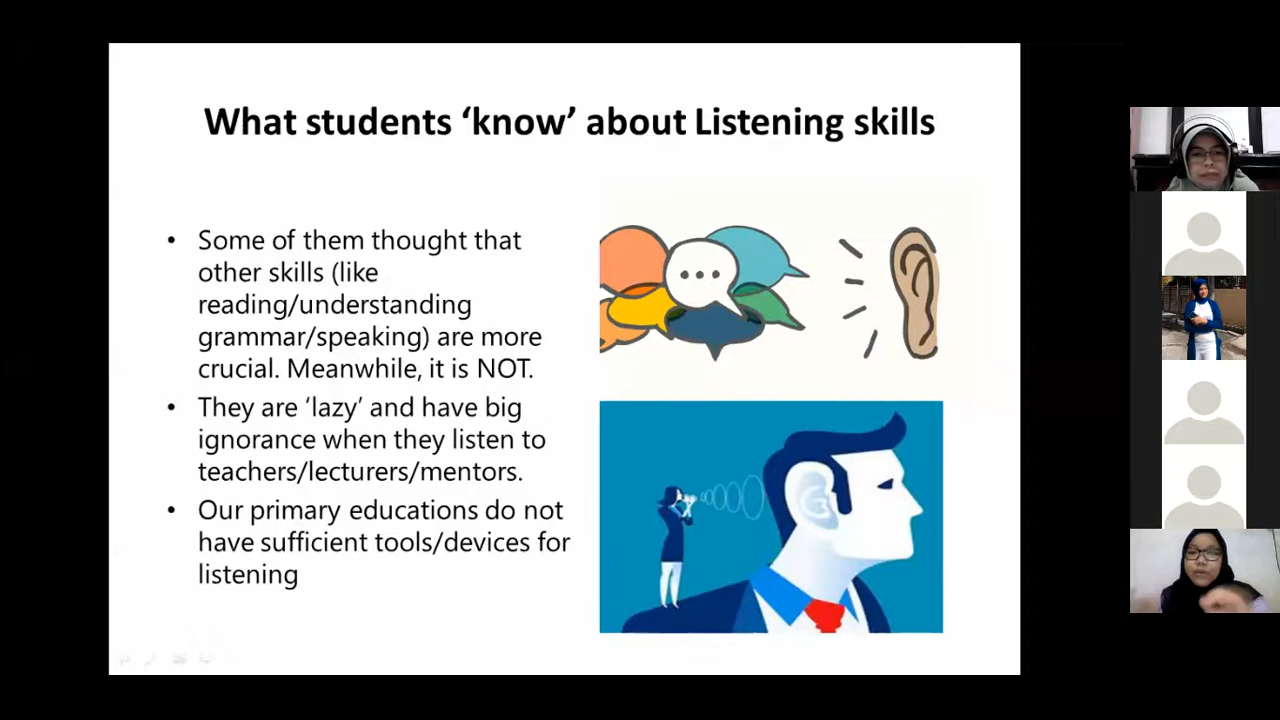 What students ‘know’ about Listening skills
• Some of them thought that
other skills (like
reading/understanding
grammar/speaking) are more
crucial. Meanwhile, it is NOT.
• They are ‘lazy’ and have big
ignorance when they listen to
teachers/lecturers/mentors.
• Our primary educations do not
have sufficient tools/devices for
listening